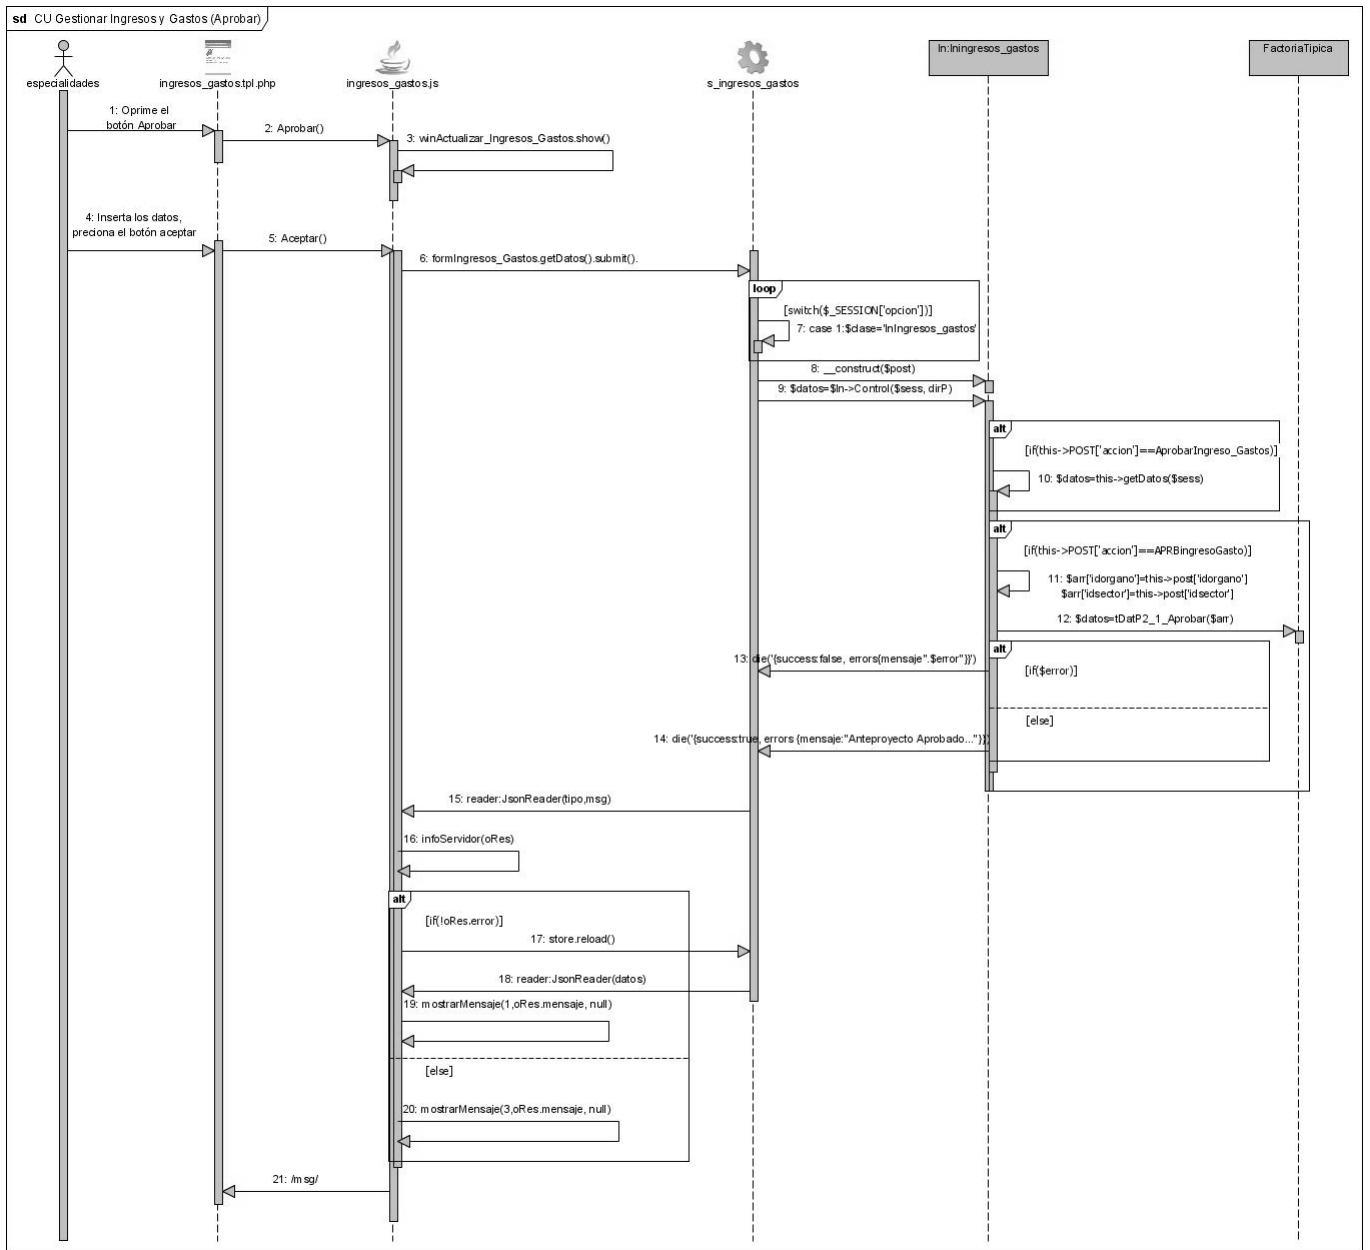 sd CU Gestionar Ingresos y Gastos (Aprobar)
especialidades
ingresos_gastos.tpl.php
ingresos_gastos.js
s_ingresos_gastos
In:Iningresos_gastos
FactoriaTipica
1: Oprime el
botón Aprobar
2: Aprobar()
3: winActualizar_Ingresos_Gastos.show()
4: Inserta los datos,
preciona el botón aceptar
5: Aceptar()
6: formIngresos_Gastos.getDatos().submit().
loop
[switch($_SESSION['opcion'])]
7: case 1:$clase='InIngresos_gastos'
8: __construct($post)
9: $datos=$In->Control($sess, dirP)
alt
[if(this->POST['accion']==AprobarIngreso_Gastos)]
10: $datos=this->getDatos($sess)
alt
[if(this->POST['accion']==APRBingresoGasto)]
11: $arr['idorgano']=this->post['idorgano']
$arr['idsector']=this->post['idsector']
12: $datos=tDatP2_1_Aprobar($arr)
alt
13: die('{success:false, errors{mensaje".$error"}}')
[if($error)]
[else]
14: die('{success:true, errors {mensaje:"Anteproyecto Aprobado..."}})
15: reader:JsonReader(tipo,msg)
16: infoServidor(oRes)
alt
[if(!oRes.error)]
17: store.reload()
18: reader:JsonReader(datos)
19: mostrarMensaje(1,oRes.mensaje, null)
[else]
20: mostrarMensaje(3,oRes.mensaje, null)
21: /msg/